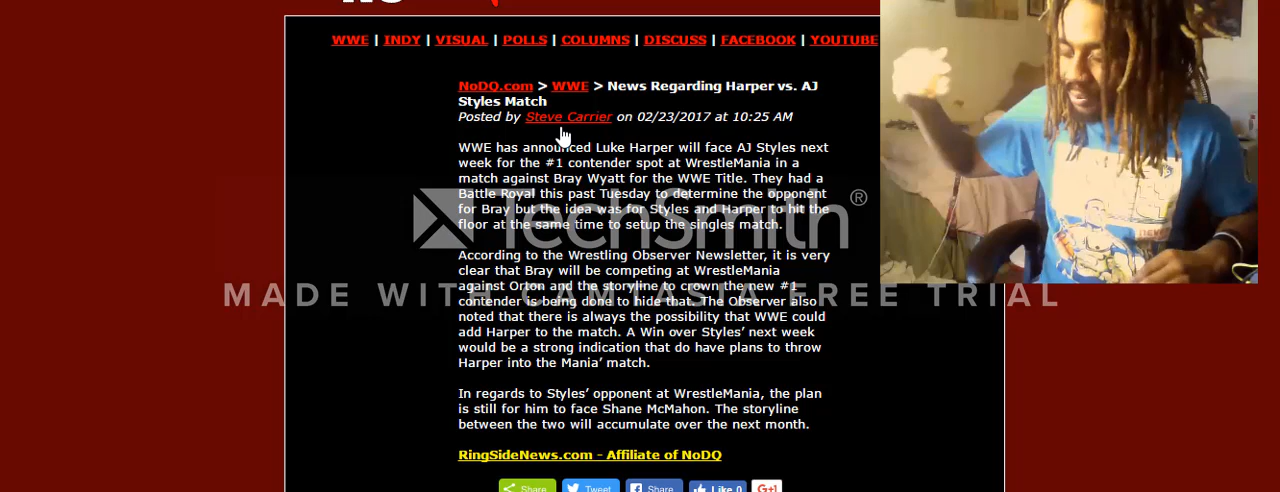 WWE | INDY | VISUAL | POLLS | COLUMNS | DISCUSS | FACEBOOK | YOUTUBE
NoDQ.com > WWE > News Regarding Harper vs. AJ
Styles Match
Posted by Steve Carrier on 02/23/2017 at 10:25 AM
WWE has announced Luke Harper will face AJ Styles next
week for the #1 contender spot at WrestleMania in a
match against Bray Wyatt for the WWE Title. They had a
Battle Royal this past Tuesday to determine the opponent
for Bray but the idea was for Styles and Harper to hit the
floor at the same time to setup the singles match.
TechSmith®
According to the Wrestling Observer Newsletter, it is very
clear that Bray will be competing at WrestleMania
against Orton and the storyline to crown the new #1
contender is being done to hide that. The Observer also
MADE WITH CAMTASIA FREE TRIAL
noted that there is always the possibility that WWE could
add Harper to the match. A Win over Styles’ next week
would be a strong indication that do have plans to throw
Harper into the Mania’ match.
In regards to Styles’ opponent at WrestleMania, the plan
is still for him to face Shane McMahon. The storyline
between the two will accumulate over the next month.
RingSideNews.com - Affiliate of NoDQ
Share Tweet Share Like 0 G+1